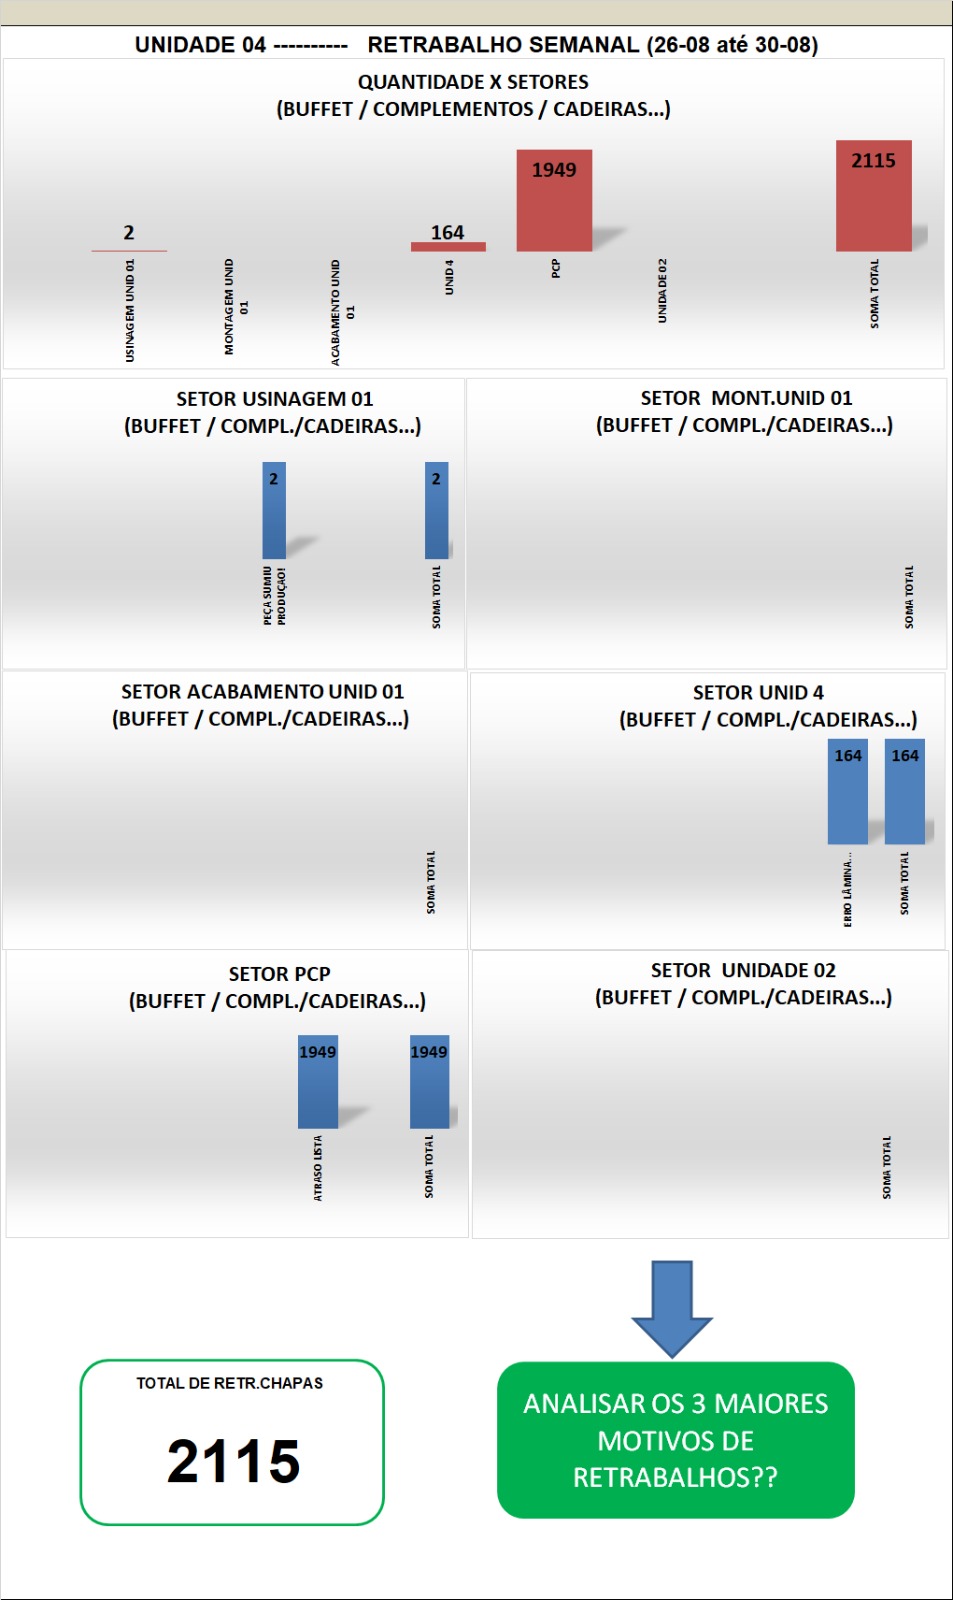 UNIDADE 04 ---------- RETRABALHO SEMANAL (26-08 até 30-08)
QUANTIDADE X SETORES
(BUFFET / COMPLEMENTOS / CADEIRAS...)
2
164
1949
2115
USINAGEM UNID 01
MONTAGEM UNID
01
ACABAMENTO UNID
01
UNID 4
PCP
UNIDADE 02
SOMA TOTAL
SETOR USINAGEM 01
(BUFFET / COMPL./CADEIRAS...)
2
2
PEÇA SUMIU
PRODUÇAO!
SOMA TOTAL
SETOR MONT.UNID 01
(BUFFET / COMPL./CADEIRAS...)
SOMA TOTAL
SETOR ACABAMENTO UNID 01
(BUFFET / COMPL./CADEIRAS...)
SOMA TOTAL
SETOR UNID 4
(BUFFET / COMPL./CADEIRAS...)
164
164
ERRO LÂMINA...
SOMA TOTAL
SETOR PCP
(BUFFET / COMPL./CADEIRAS...)
1949
1949
ATRASO LISTA
SOMA TOTAL
SETOR UNIDADE 02
(BUFFET / COMPL./CADEIRAS...)
SOMA TOTAL
TOTAL DE RETR.CHAPAS
2115
ANALISAR OS 3 MAIORES
MOTIVOS DE
RETRABALHOS??